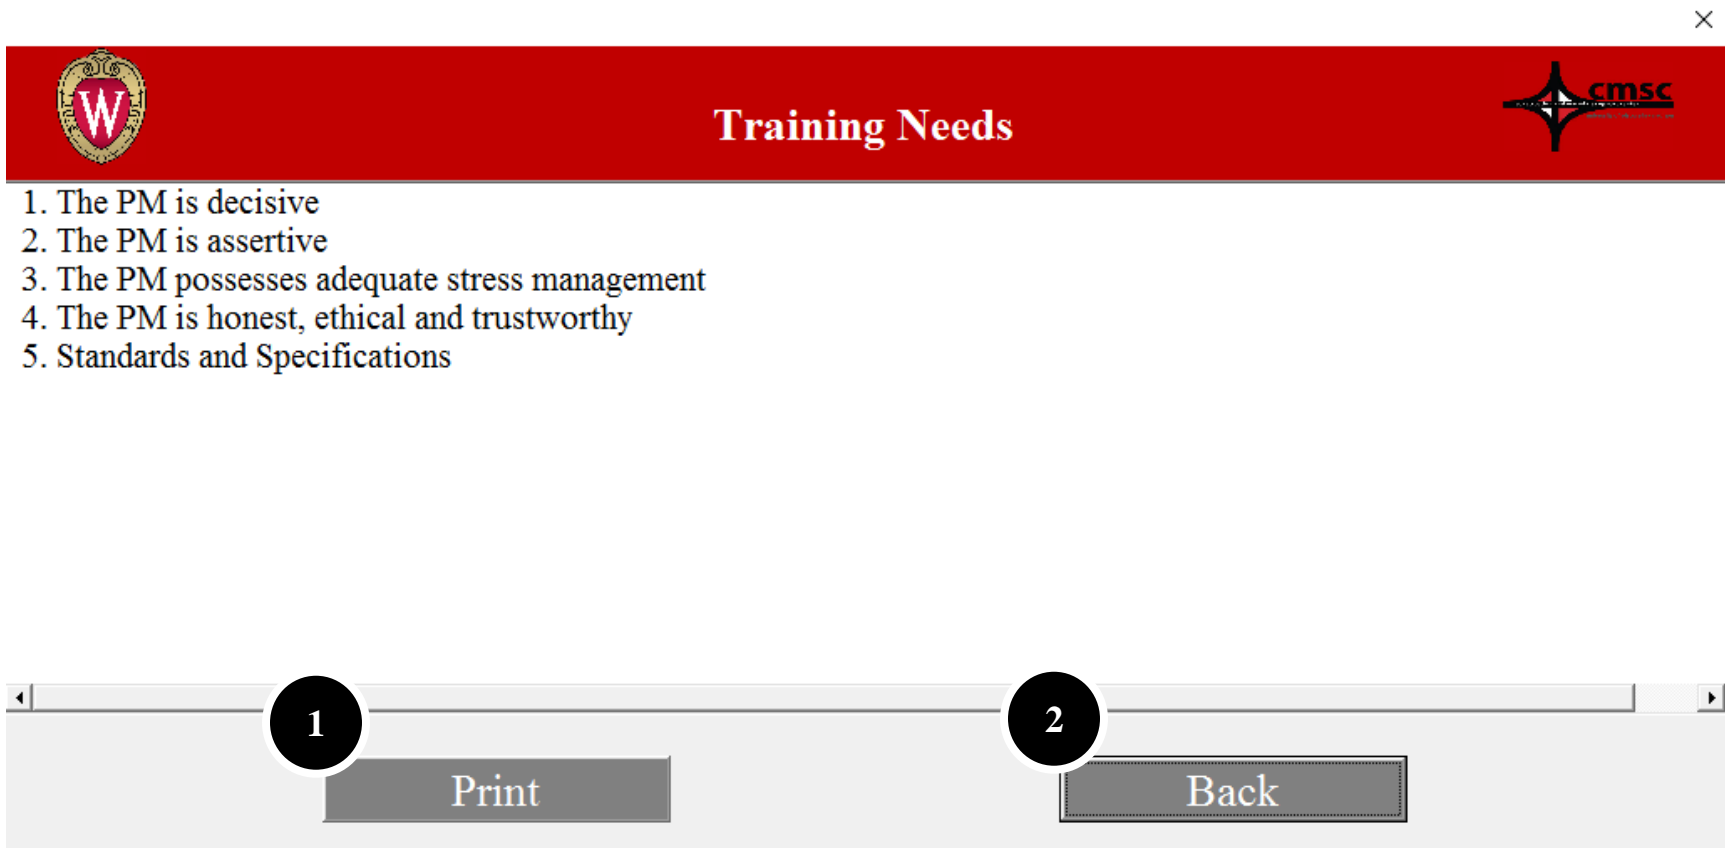 W
Training Needs
cmsc
1. The PM is decisive
2. The PM is assertive
3. The PM possesses adequate stress management
4. The PM is honest, ethical and trustworthy
5. Standards and Specifications
1
2
Print
Back